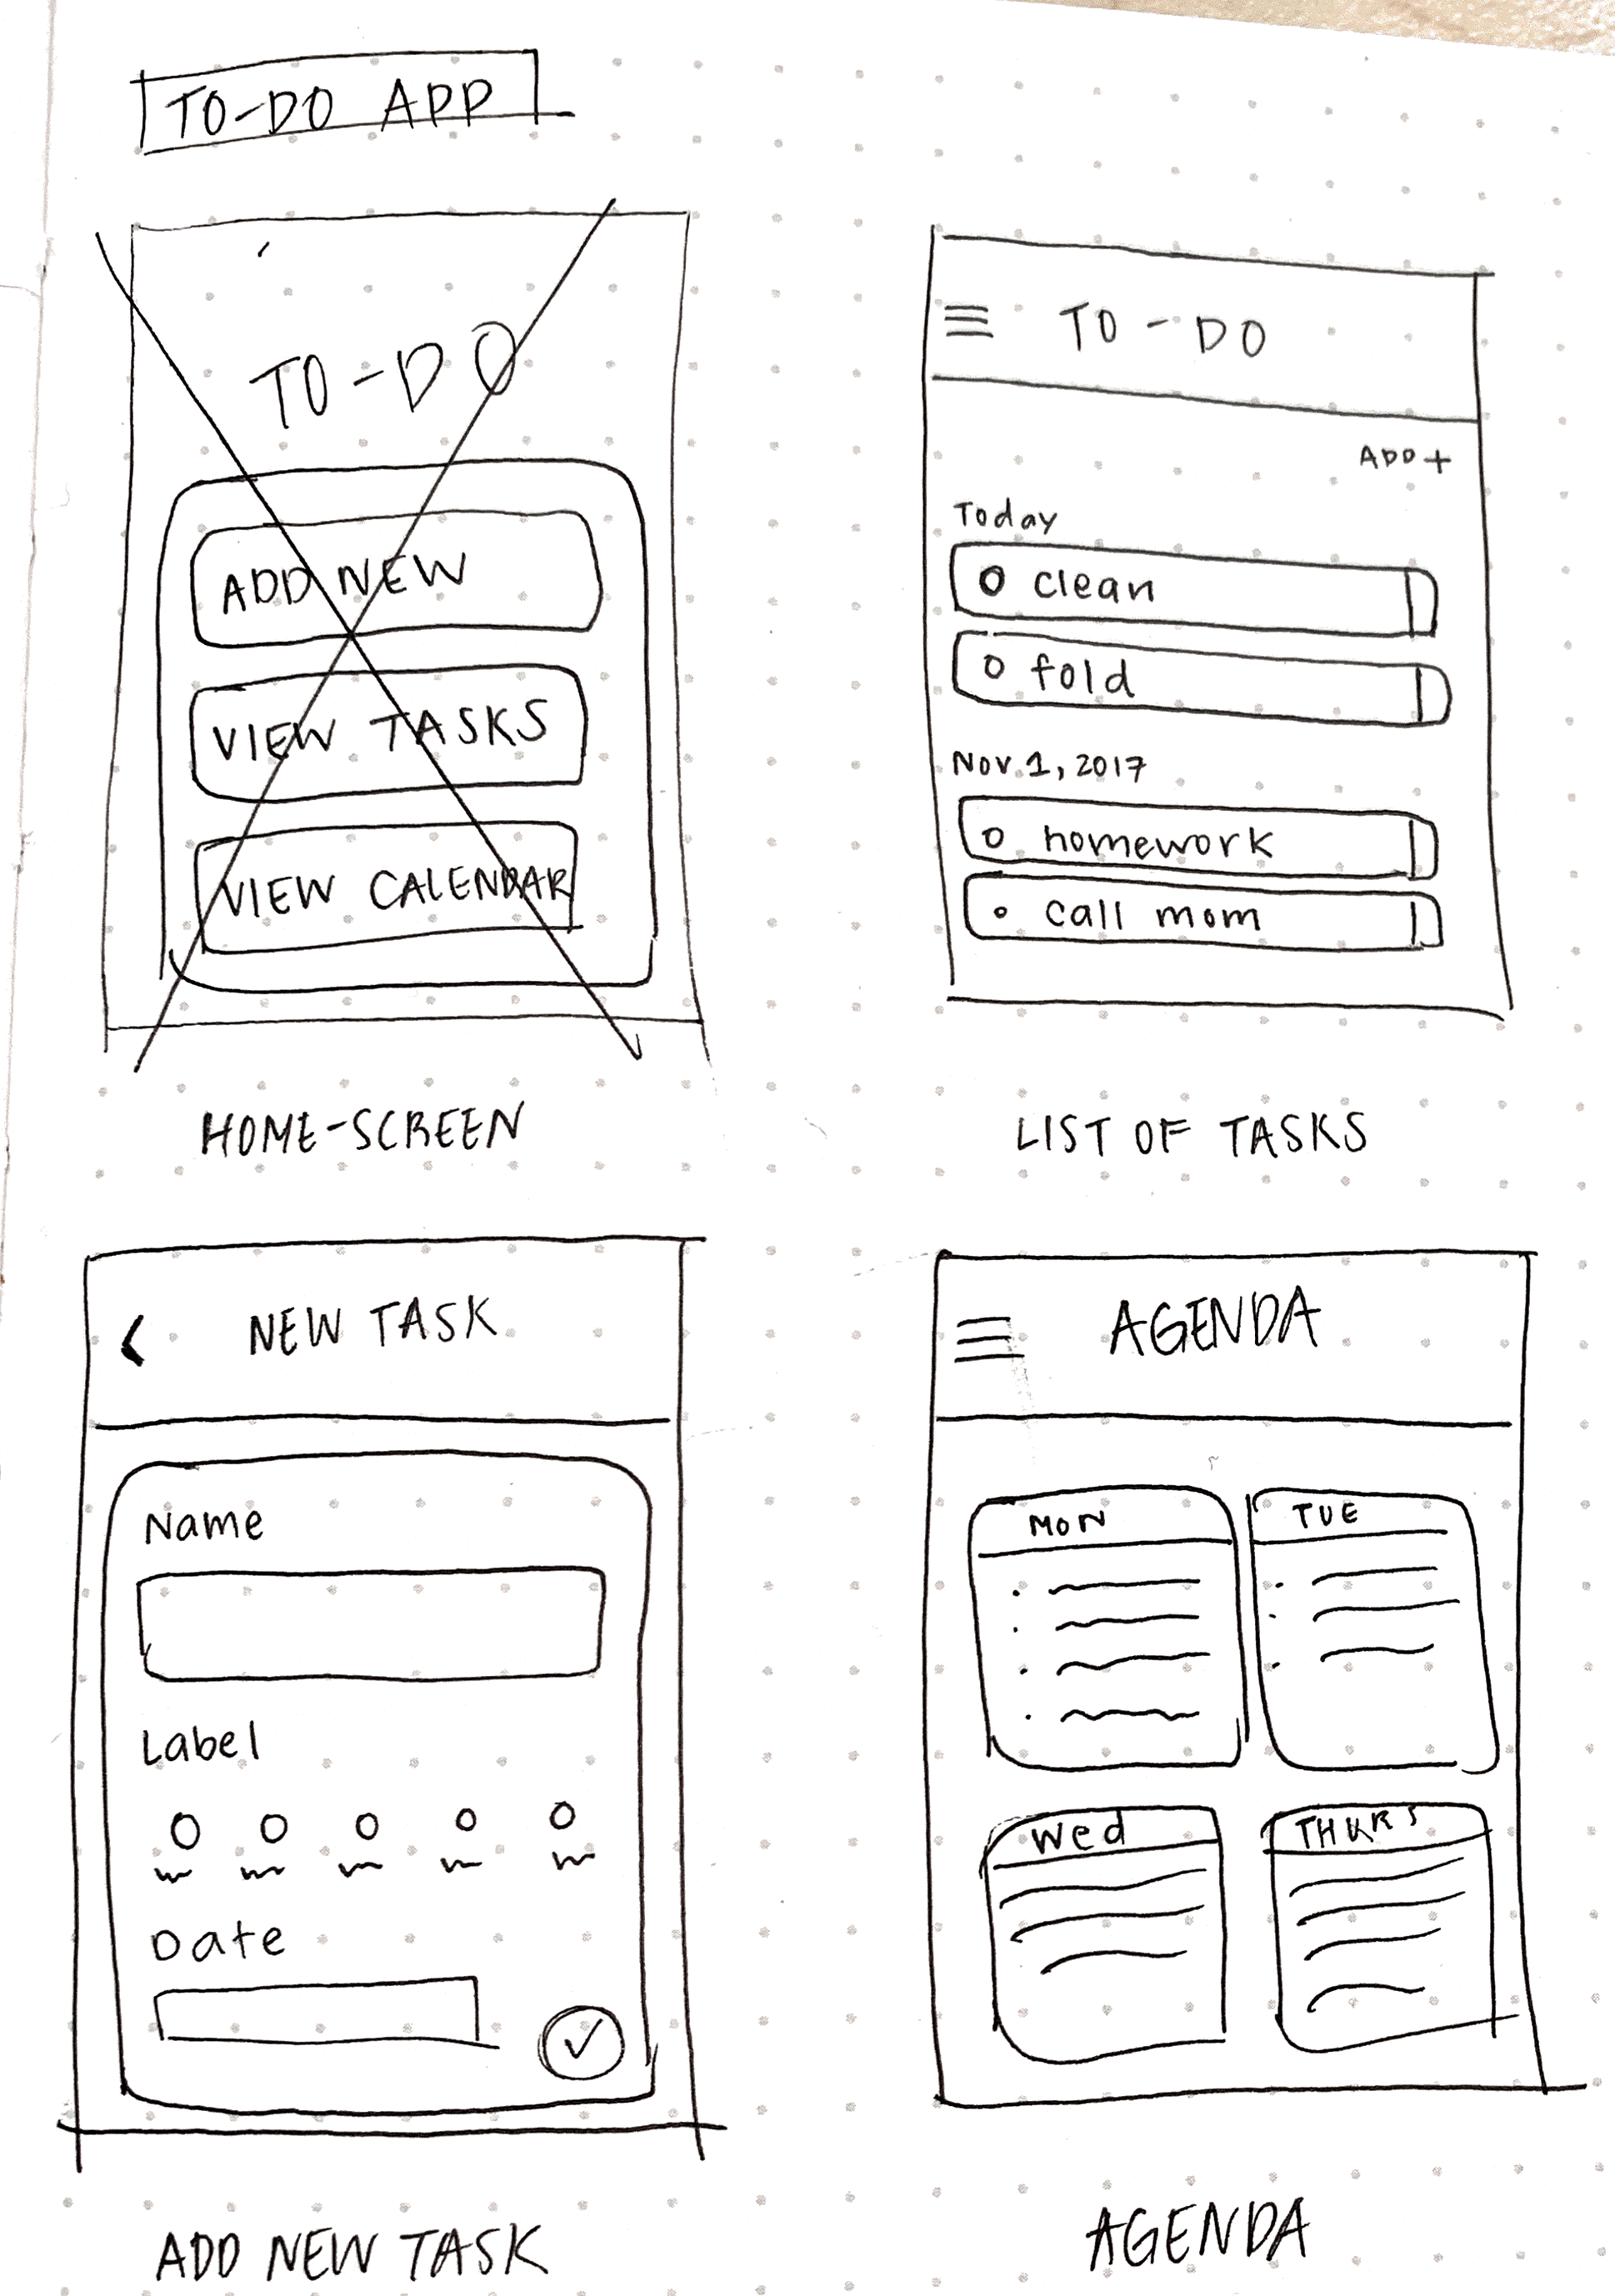 TO-DO APP
TO-DO
ADD NEW
VIEW TASKS
VIEW CALENDAR
HOME-SCREEN
TO-DO
ADD+
Today
clean
fold
Nov. 1, 2017
homework
call mom
LIST OF TASKS
NEW TASK
Name
Label
Date
ADD NEW TASK
AGENDA
MON
TUE
Wed
THURS
AGENDA